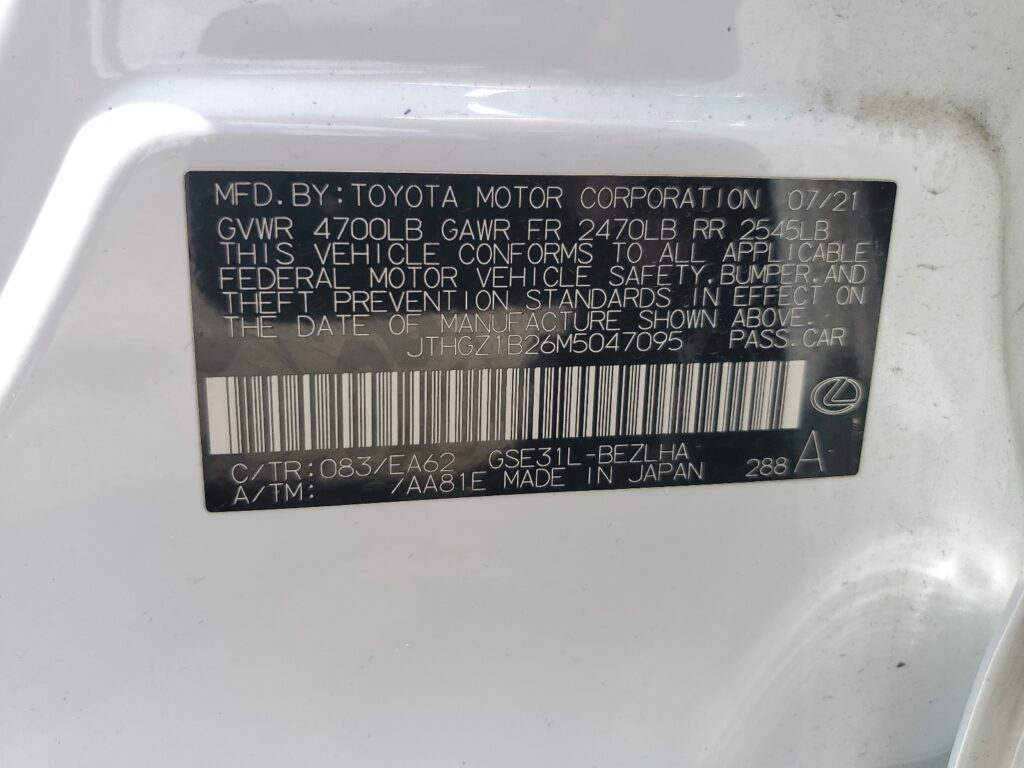 MFD. BY: TOYOTA MOTOR CORPORATION 07/21
GVWR 4700LB GAWR FR 2470LB RR 2545LB
THIS VEHICLE CONFORMS TO ALL APPLICABLE
FEDERAL MOTOR VEHICLE SAFETY, BUMPER, AND
THEFT PREVENTION STANDARDS IN EFFECT ON
THE DATE OF MANUFACTURE SHOWN ABOVE.
JTHGZ1B26M5047095 PASS. CAR
C/TR: 083/EA62 GSE31L-BEZLHA
A/TM: /AA81E MADE IN JAPAN 288 A